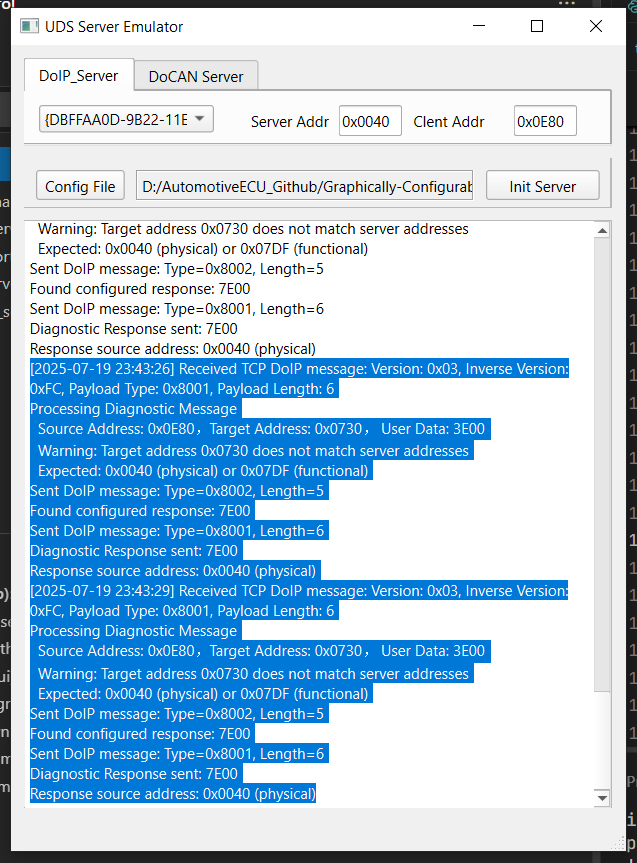 UDS Server Emulator
DoIP_Server
DoCAN Server
{DBFFAA0D-9B22-11E
Server Addr
0x0040
Clent Addr
0x0E80
Config File
D:/AutomotiveECU_Github/Graphically-Configurab
Init Server
Warning: Target address 0x0730 does not match server addresses
Expected: 0x0040 (physical) or 0x07DF (functional)
Sent DoIP message: Type=0x8002, Length=5
Found configured response: 7E00
Sent DoIP message: Type=0x8001, Length=6
Diagnostic Response sent: 7E00
Response source address: 0x0040 (physical)
[2025-07-19 23:43:26] Received TCP DoIP message: Version: 0x03, Inverse Version:
0xFC, Payload Type: 0x8001, Payload Length: 6
Processing Diagnostic Message
Source Address: 0x0E80，Target Address: 0x0730， User Data: 3E00
Warning: Target address 0x0730 does not match server addresses
Expected: 0x0040 (physical) or 0x07DF (functional)
Sent DoIP message: Type=0x8002, Length=5
Found configured response: 7E00
Sent DoIP message: Type=0x8001, Length=6
Diagnostic Response sent: 7E00
Response source address: 0x0040 (physical)
[2025-07-19 23:43:29] Received TCP DoIP message: Version: 0x03, Inverse Version:
0xFC, Payload Type: 0x8001, Payload Length: 6
Processing Diagnostic Message
Source Address: 0x0E80，Target Address: 0x0730， User Data: 3E00
Warning: Target address 0x0730 does not match server addresses
Expected: 0x0040 (physical) or 0x07DF (functional)
Sent DoIP message: Type=0x8002, Length=5
Found configured response: 7E00
Sent DoIP message: Type=0x8001, Length=6
Diagnostic Response sent: 7E00
Response source address: 0x0040 (physical)